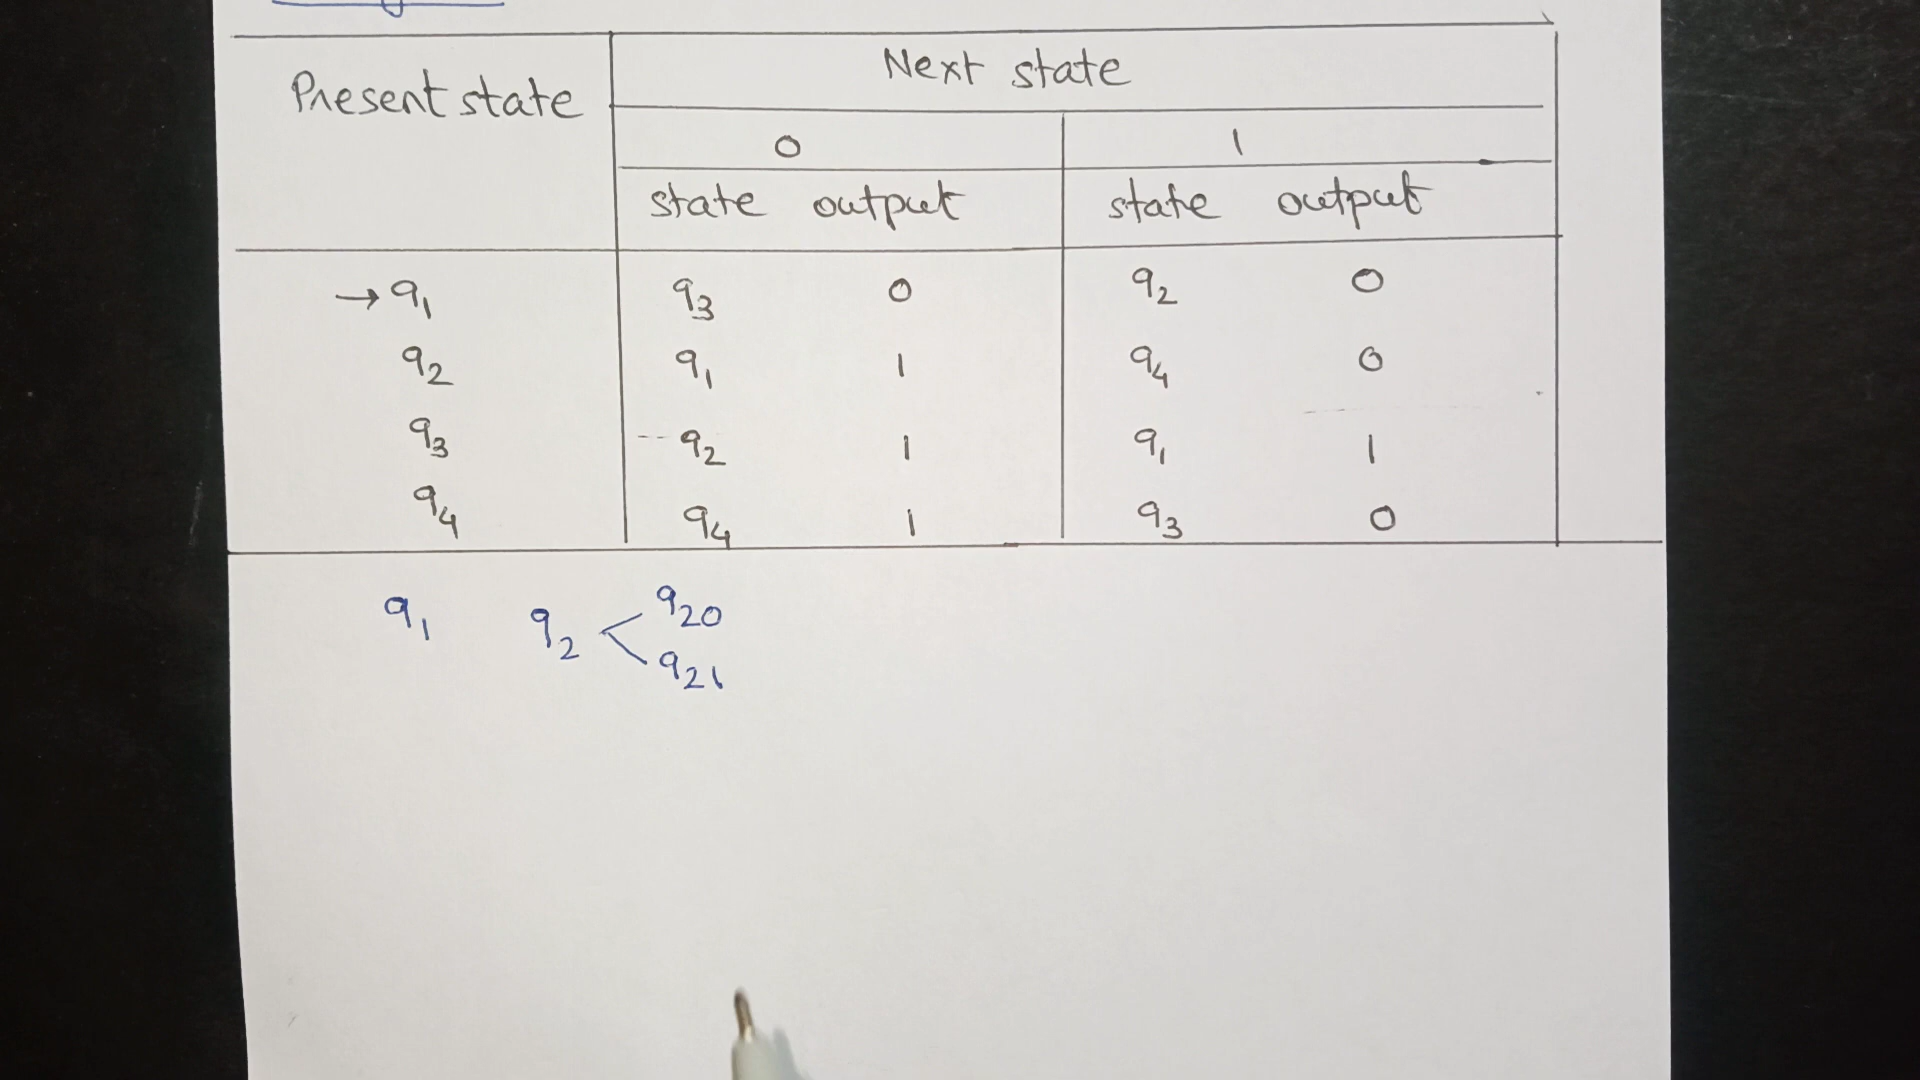 Present state Next state
0 1
state output state output
→ q1 q3 0 q2 0
q2 q1 1 q4 0
q3 q2 1 q1 1
q4 q4 1 q3 0
q1 q2 < q20
q21